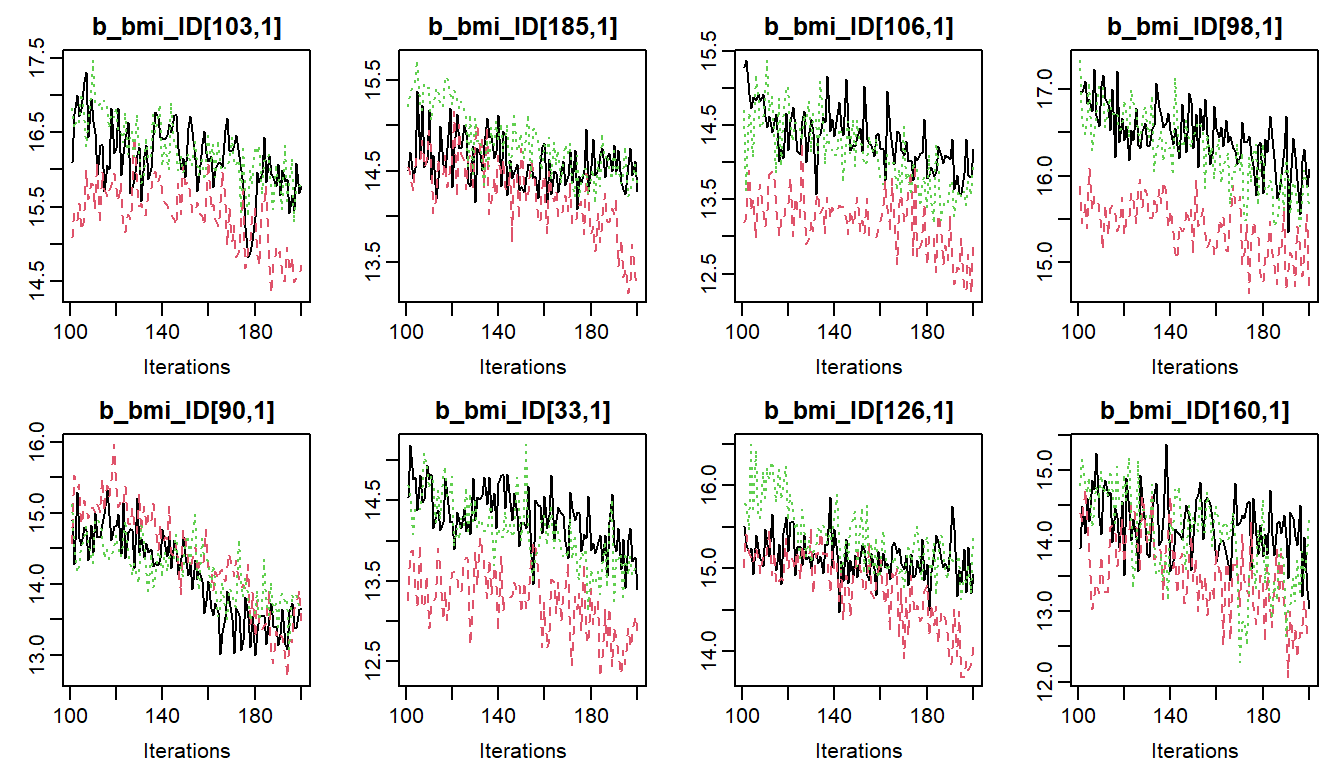 b_bmi_ID[103,1] b_bmi_ID[185,1] b_bmi_ID[106,1] b_bmi_ID[98,1]
17.5 16.5 15.5 14.5
15.5 14.5 13.5
15.5 14.5 13.5 12.5
17.0 16.0 15.0
100 140 180 100 140 180 100 140 180 100 140 180
Iterations Iterations Iterations Iterations
b_bmi_ID[90,1] b_bmi_ID[33,1] b_bmi_ID[126,1] b_bmi_ID[160,1]
16.0 15.0 14.0 13.0
14.5 13.5 12.5
16.0 15.0 14.0
15.0 14.0 13.0 12.0
100 140 180 100 140 180 100 140 180 100 140 180
Iterations Iterations Iterations Iterations